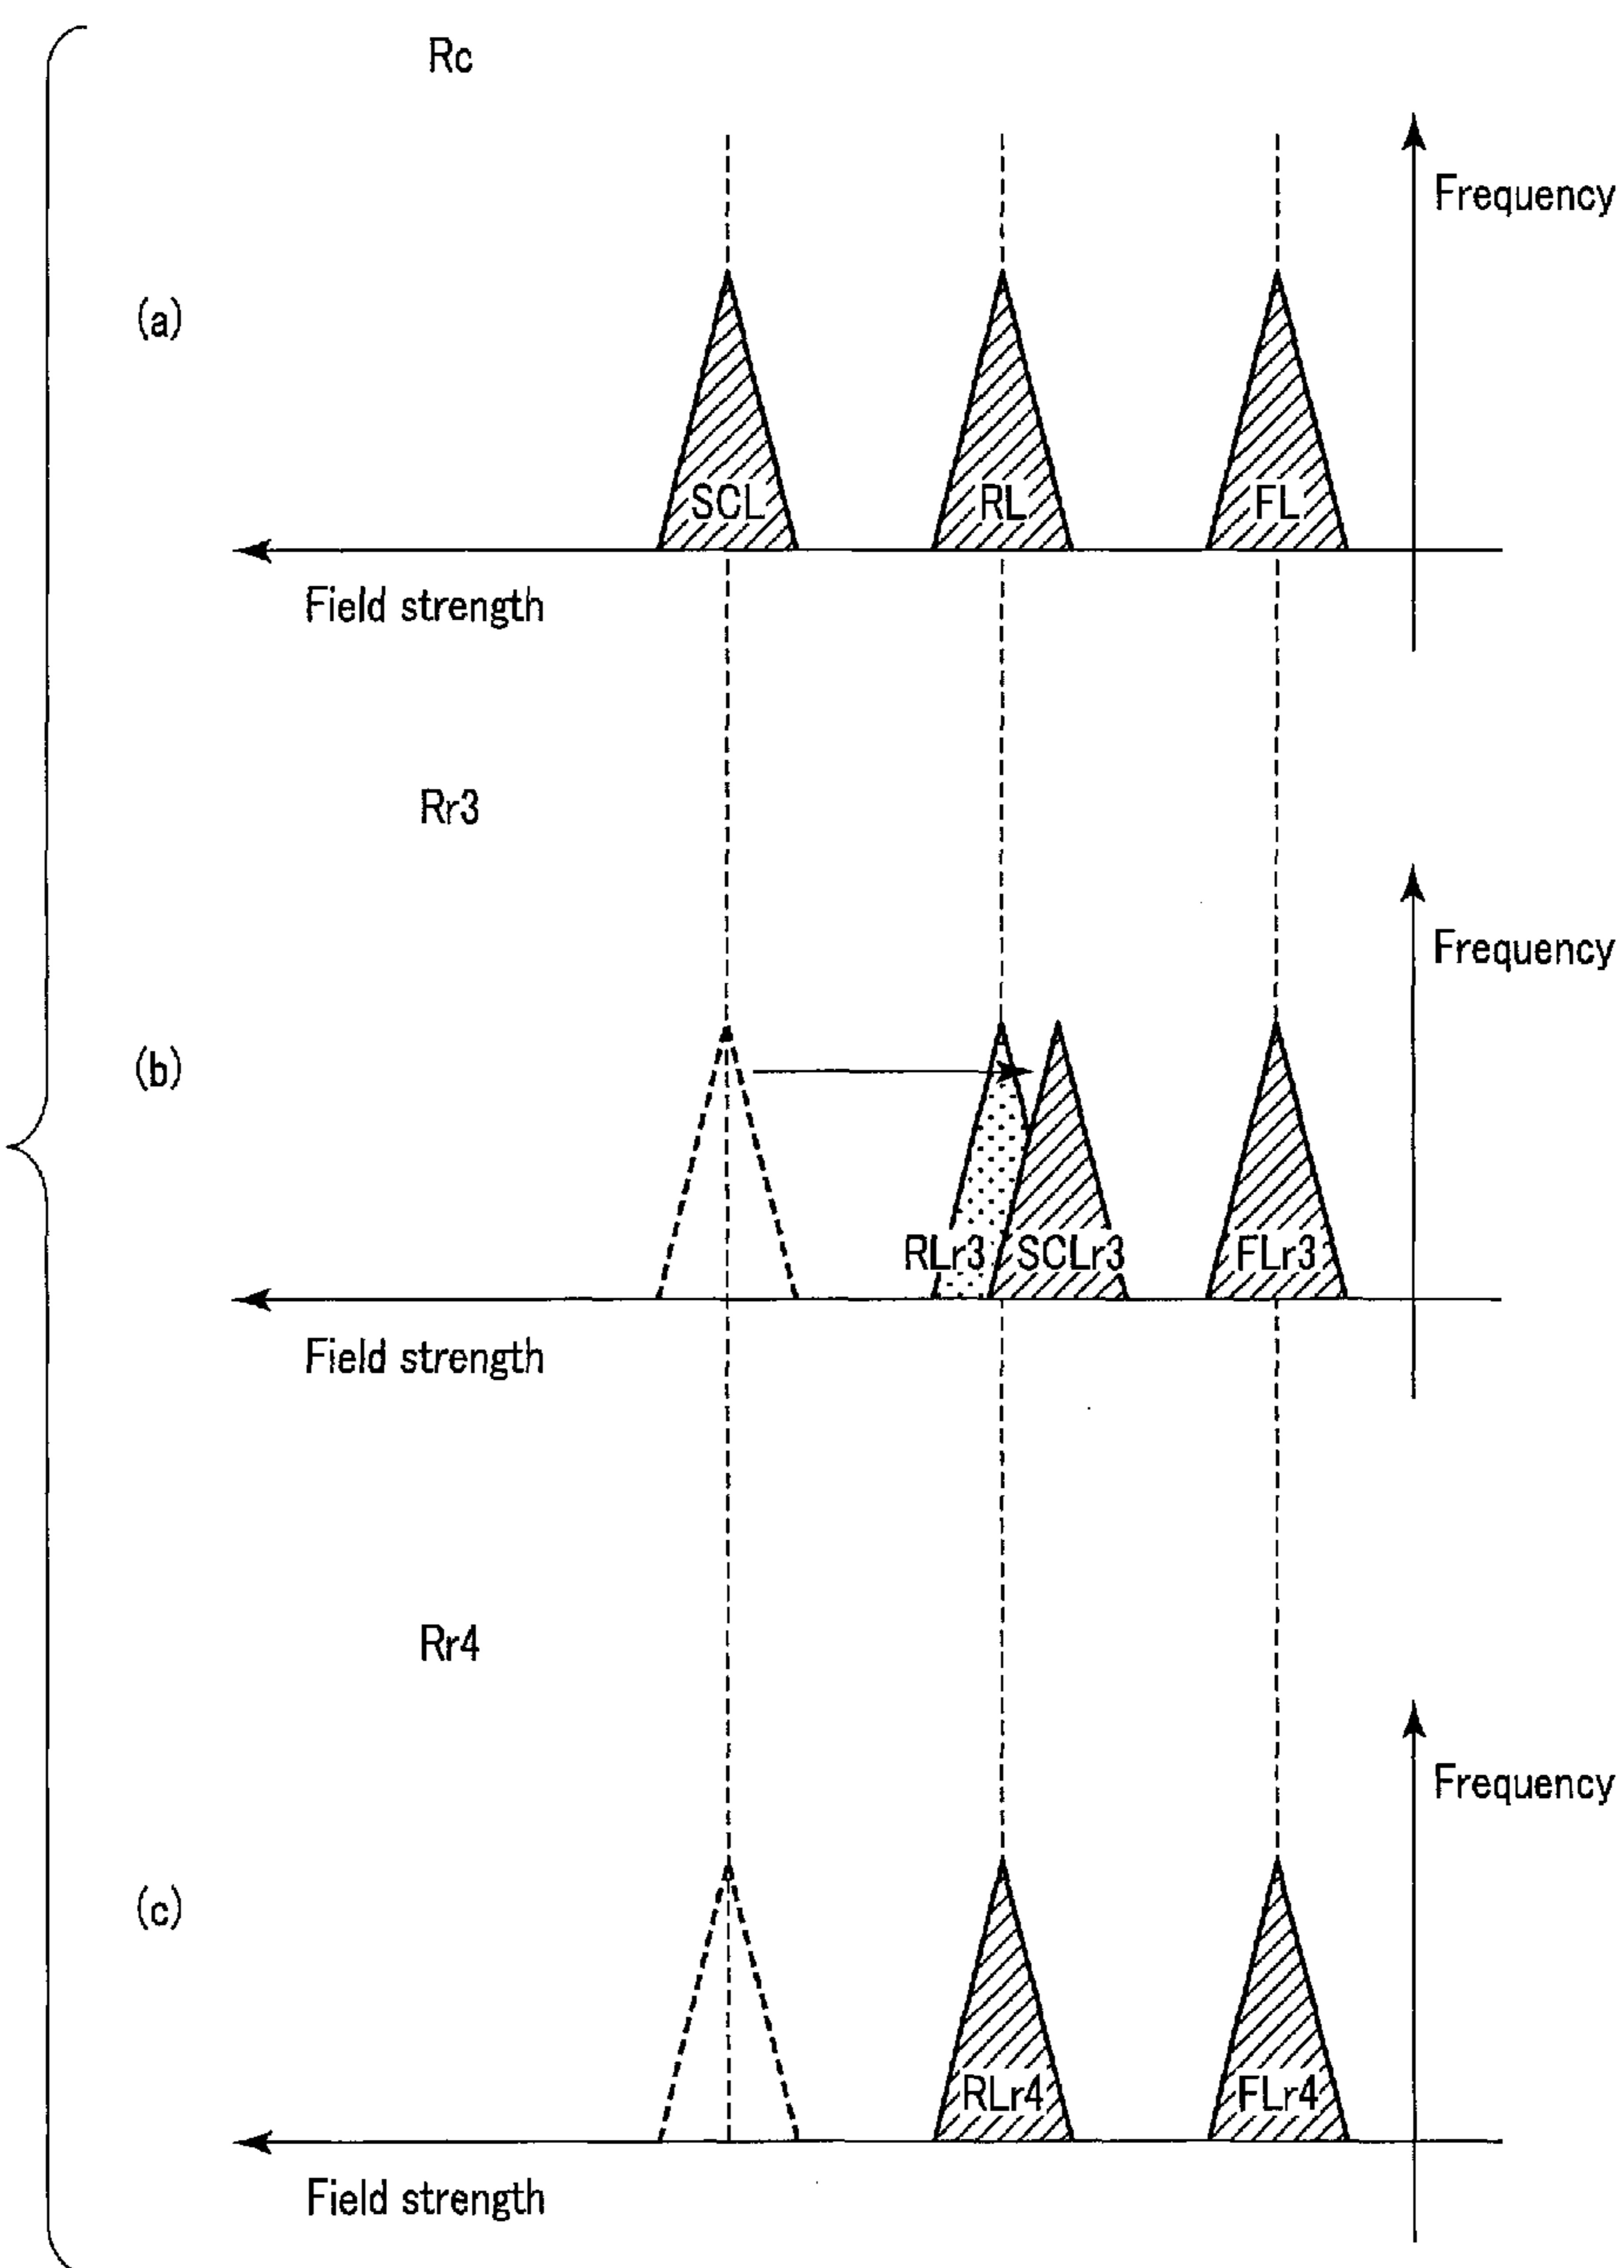 Rc
Frequency
(a)
SCL RL FL
Field strength
Rr3
Frequency
(b)
RLr3 SCLr3 FLr3
Field strength
Rr4
Frequency
(c)
RLr4 FLr4
Field strength